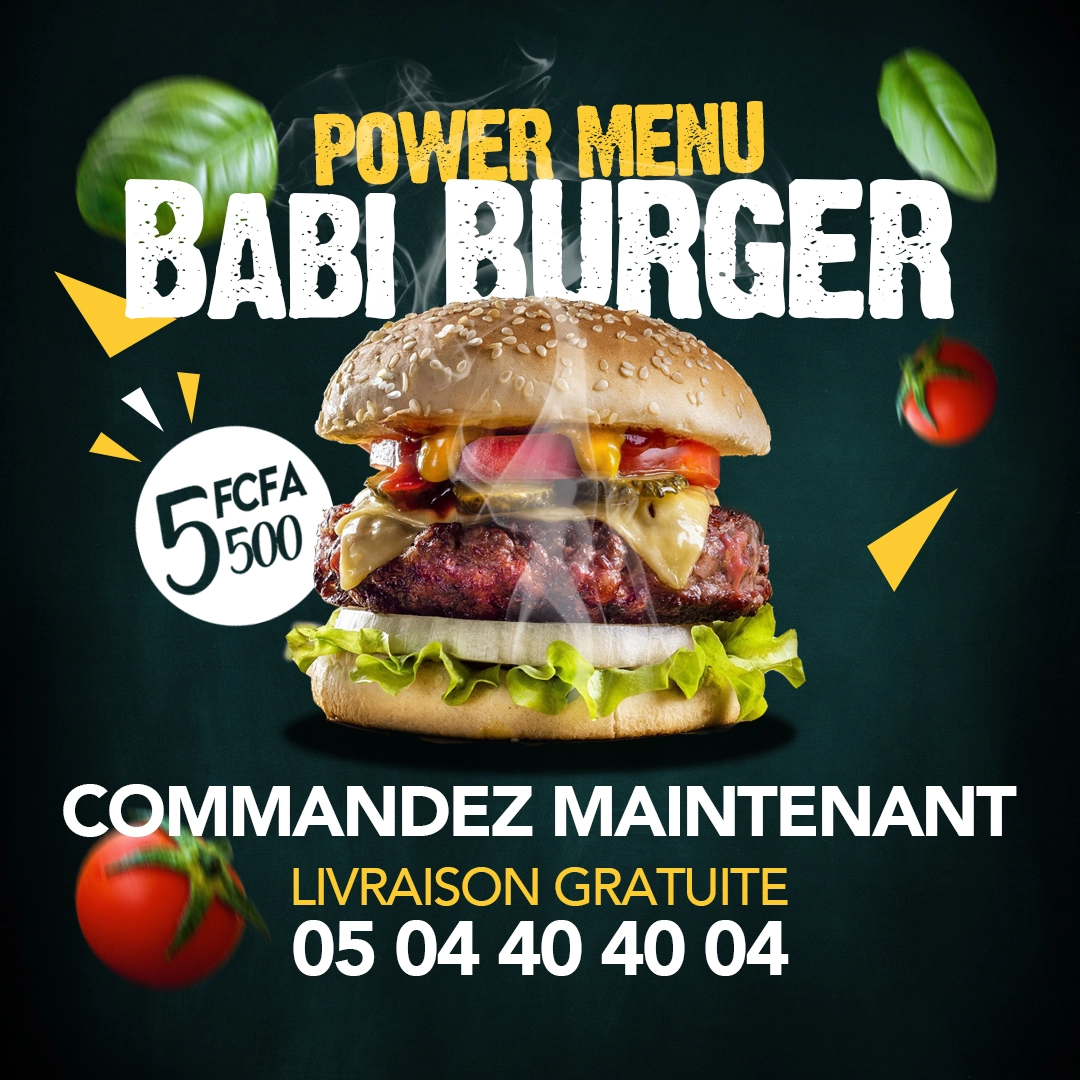 POWER MENU
BABI BURGER
5 FCFA
500
COMMANDEZ MAINTENANT
LIVRAISON GRATUITE
05 04 40 40 04